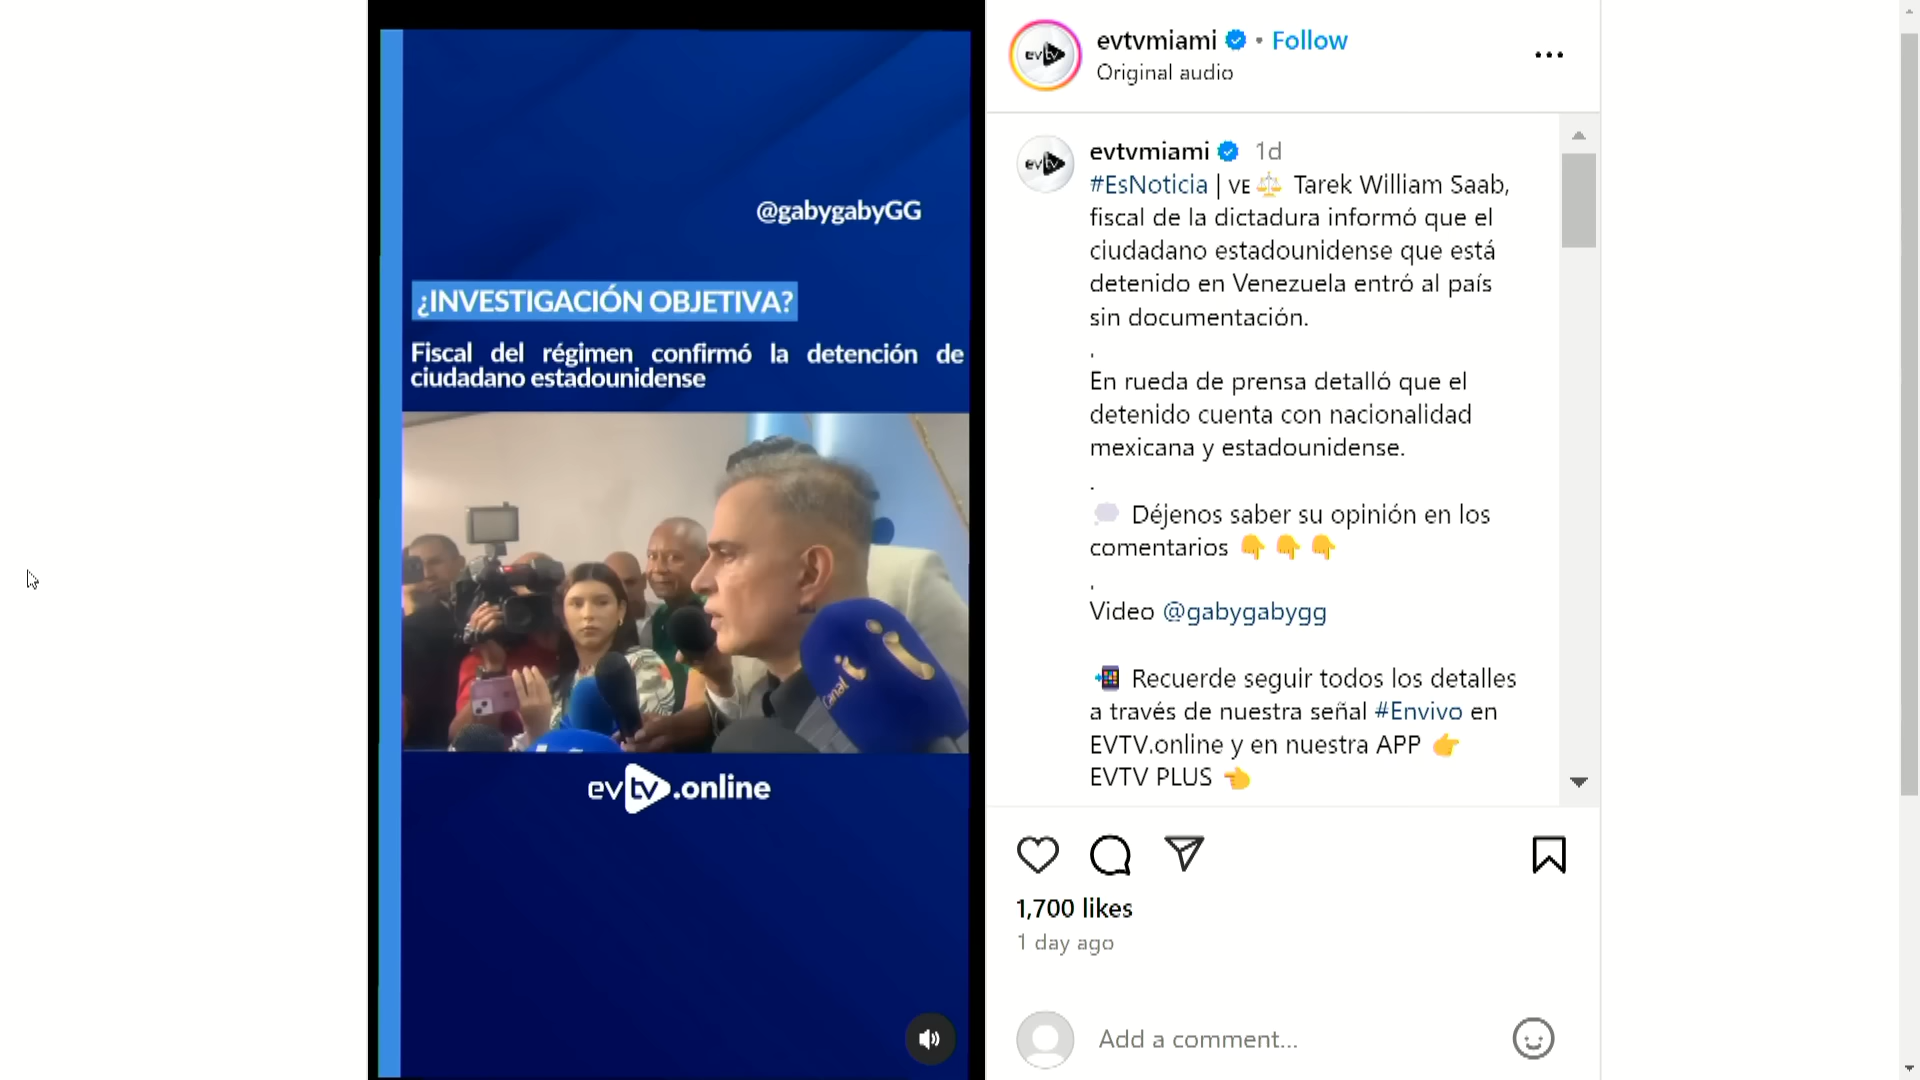 @gabygabyGG
¿INVESTIGACIÓN OBJETIVA?
Fiscal del régimen confirmó la detención de
ciudadano estadounidense
Canal i
evtv.online
evtvmiami • Follow
Original audio
evtvmiami 1d
#EsNoticia | VE ⚖️ Tarek William Saab,
fiscal de la dictadura informó que el
ciudadano estadounidense que está
detenido en Venezuela entró al país
sin documentación.
.
En rueda de prensa detalló que el
detenido cuenta con nacionalidad
mexicana y estadounidense.
.
💭 Déjenos saber su opinión en los
comentarios 👇👇👇
.
Video @gabygabygg
📲 Recuerde seguir todos los detalles
a través de nuestra señal #Envivo en
EVTV.online y en nuestra APP 👉
EVTV PLUS 👈
1,700 likes
1 day ago
Add a comment...